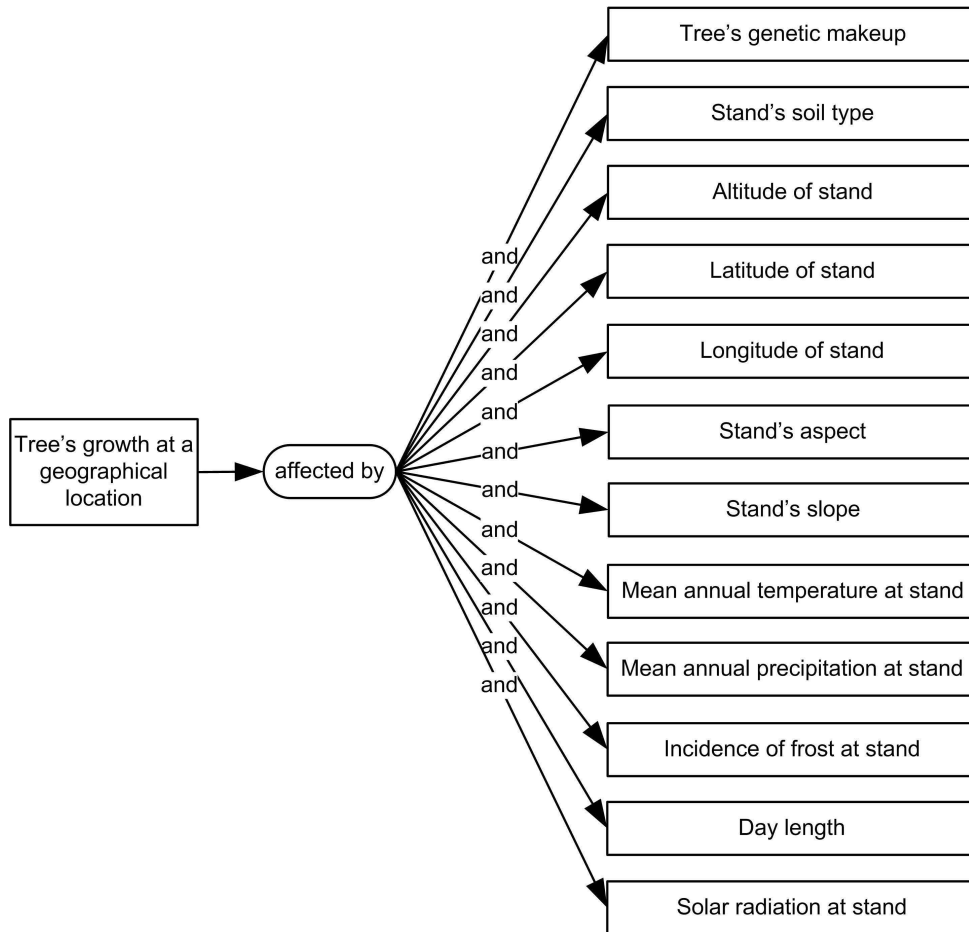 Tree’s genetic makeup
Stand’s soil type
Altitude of stand
and
Latitude of stand
and
and
Longitude of stand
and
and
Tree’s growth at a
geographical
location
affected by
and
Stand’s aspect
and
Stand’s slope
and
Mean annual temperature at stand
and
and
Mean annual precipitation at stand
and
and
Incidence of frost at stand
Day length
Solar radiation at stand